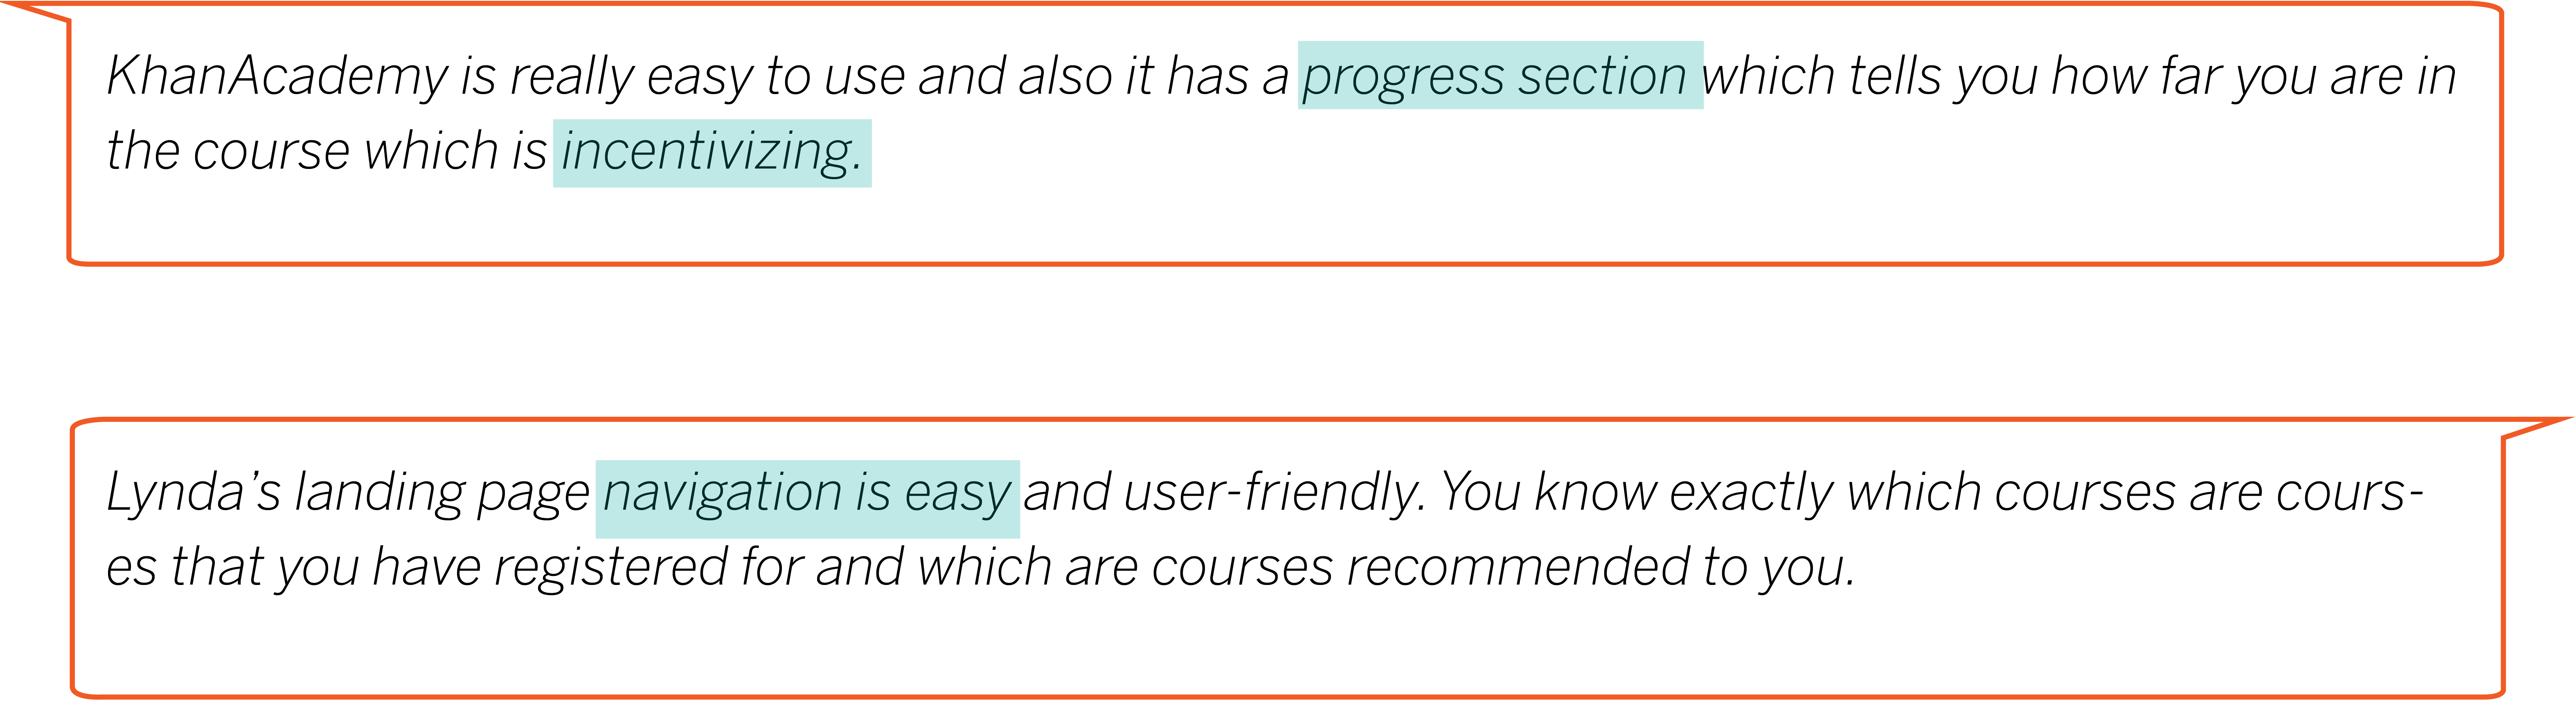 KhanAcademy is really easy to use and also it has a progress section which tells you how far you are in
the course which is incentivizing.
Lynda’s landing page navigation is easy and user-friendly. You know exactly which courses are cours-
es that you have registered for and which are courses recommended to you.